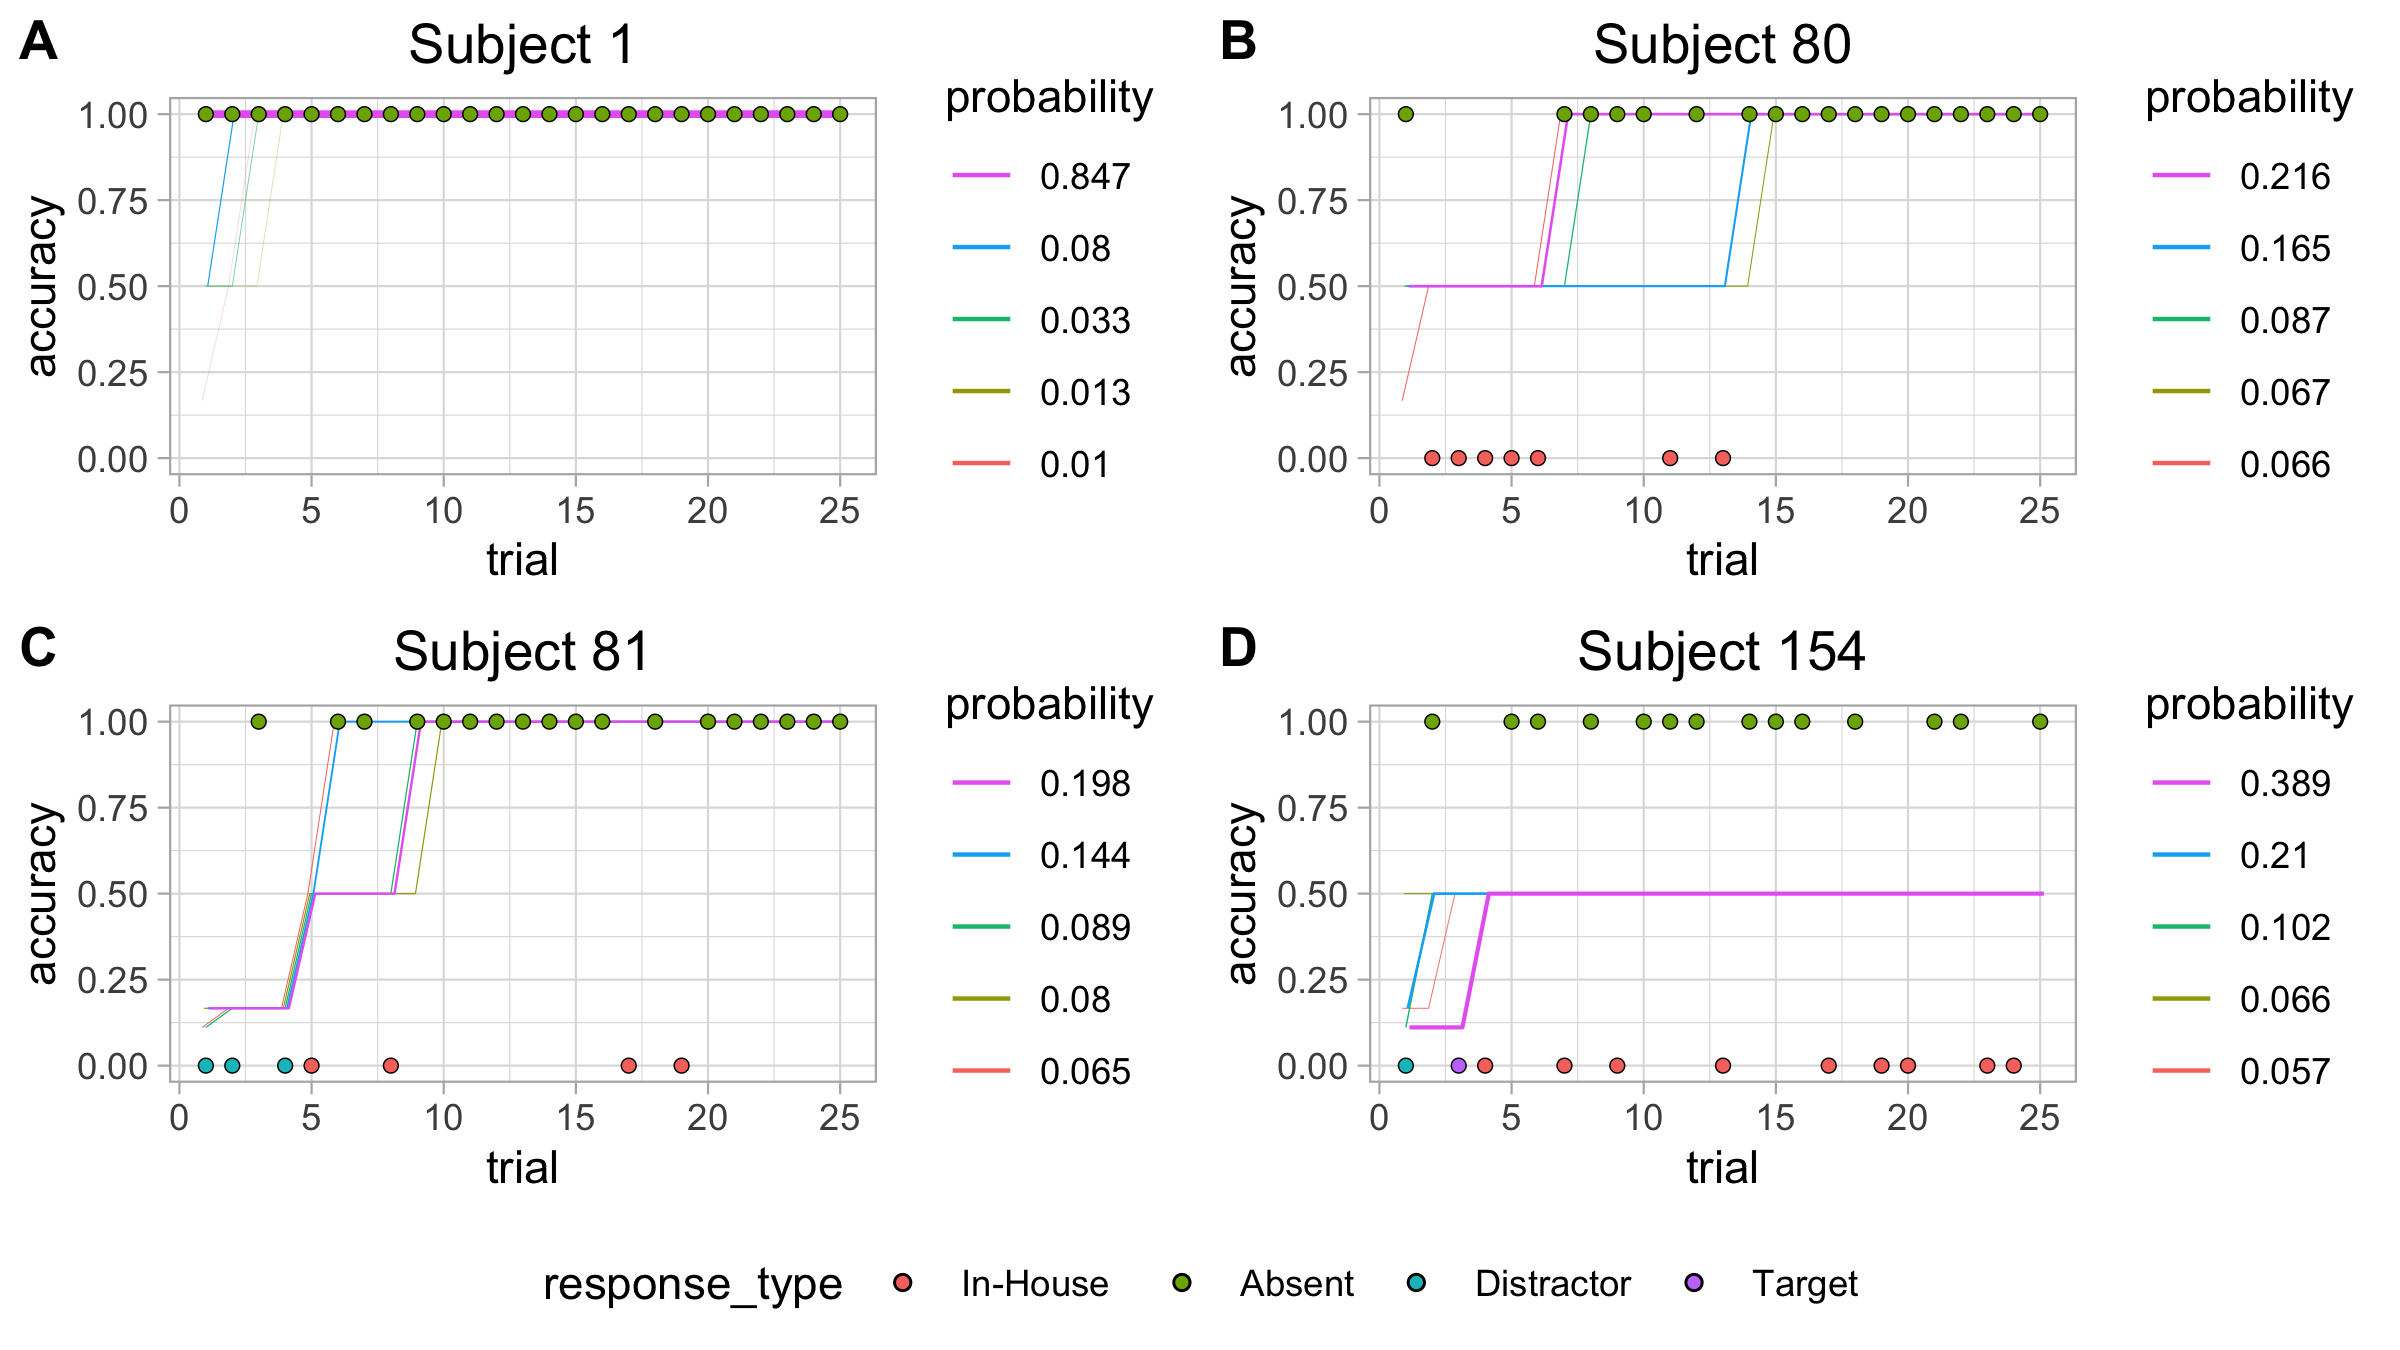 A
Subject 1
probability
accuracy
1.00
0.75
0.50
0.25
0.00
0 5 10 15 20 25
trial
0.847
0.08
0.033
0.013
0.01
B
Subject 80
probability
accuracy
1.00
0.75
0.50
0.25
0.00
0 5 10 15 20 25
trial
0.216
0.165
0.087
0.067
0.066
C
Subject 81
probability
accuracy
1.00
0.75
0.50
0.25
0.00
0 5 10 15 20 25
trial
0.198
0.144
0.089
0.08
0.065
D
Subject 154
probability
accuracy
1.00
0.75
0.50
0.25
0.00
0 5 10 15 20 25
trial
0.389
0.21
0.102
0.066
0.057
response_type In-House Absent Distractor Target